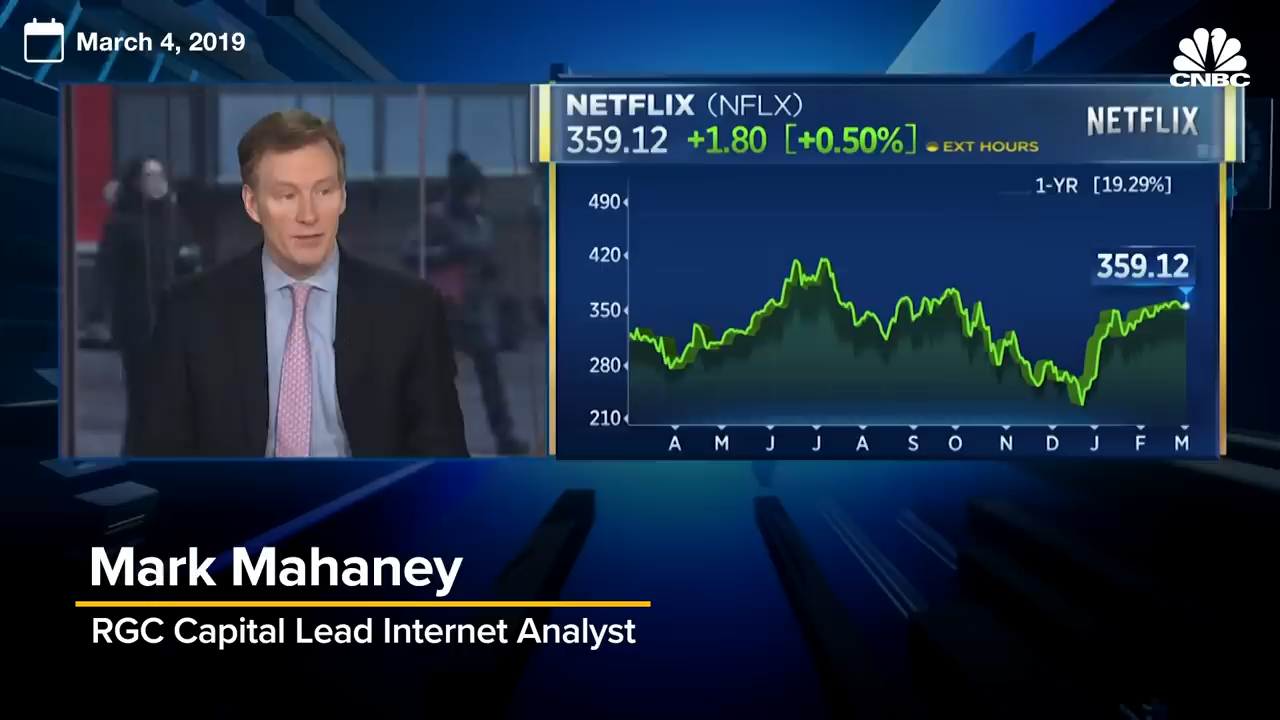 March 4, 2019
CNBC
NETFLIX (NFLX)
359.12 +1.80 [+0.50%] EXT HOURS
NETFLIX
1-YR [19.29%]
490
420
350
280
210
359.12
A M J J A S O N D J F M
Mark Mahaney
RGC Capital Lead Internet Analyst